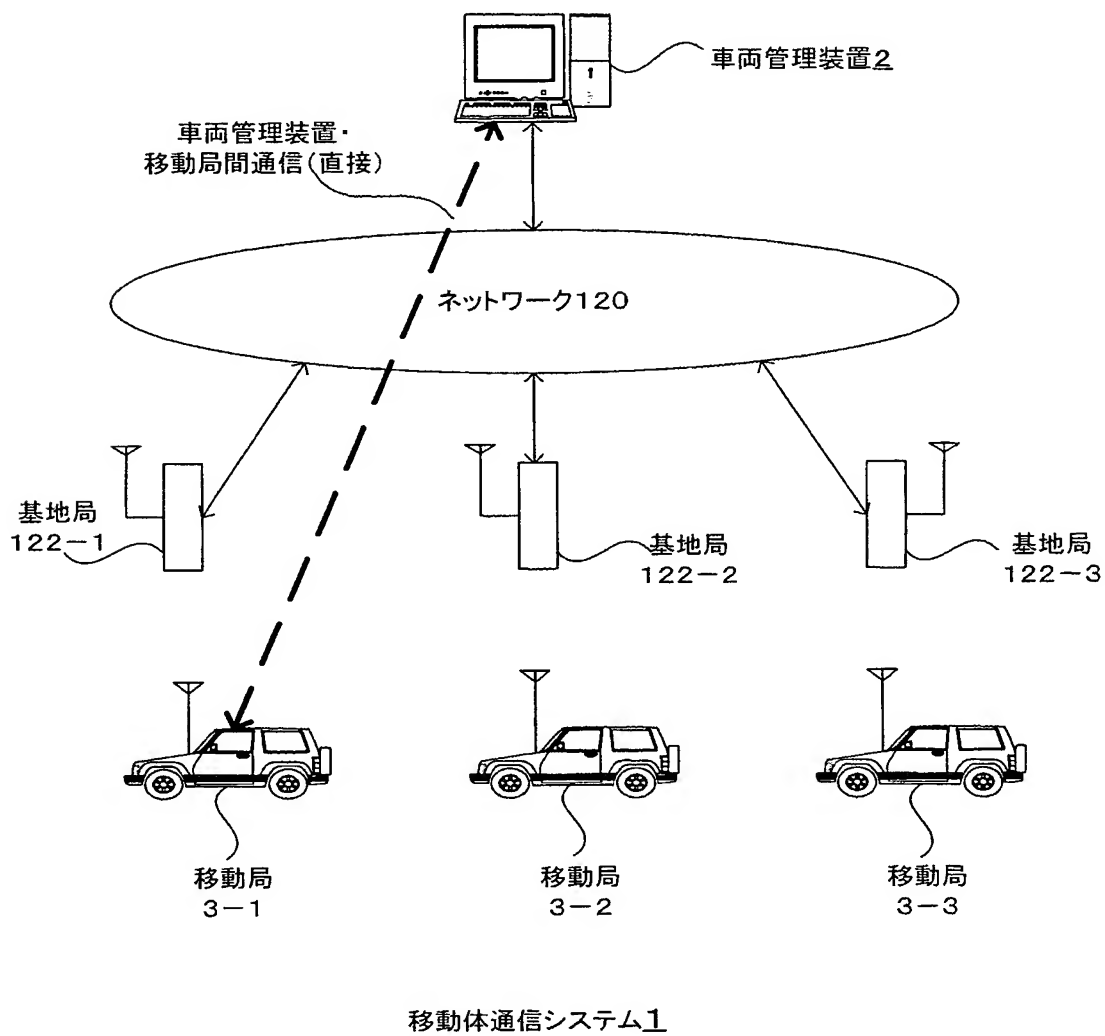 車両管理装置2
車両管理装置・
移動局間通信(直接)
ネットワーク120
基地局
122-1
基地局
122-2
基地局
122-3
移動局
3-1
移動局
3-2
移動局
3-3
移動体通信システム1